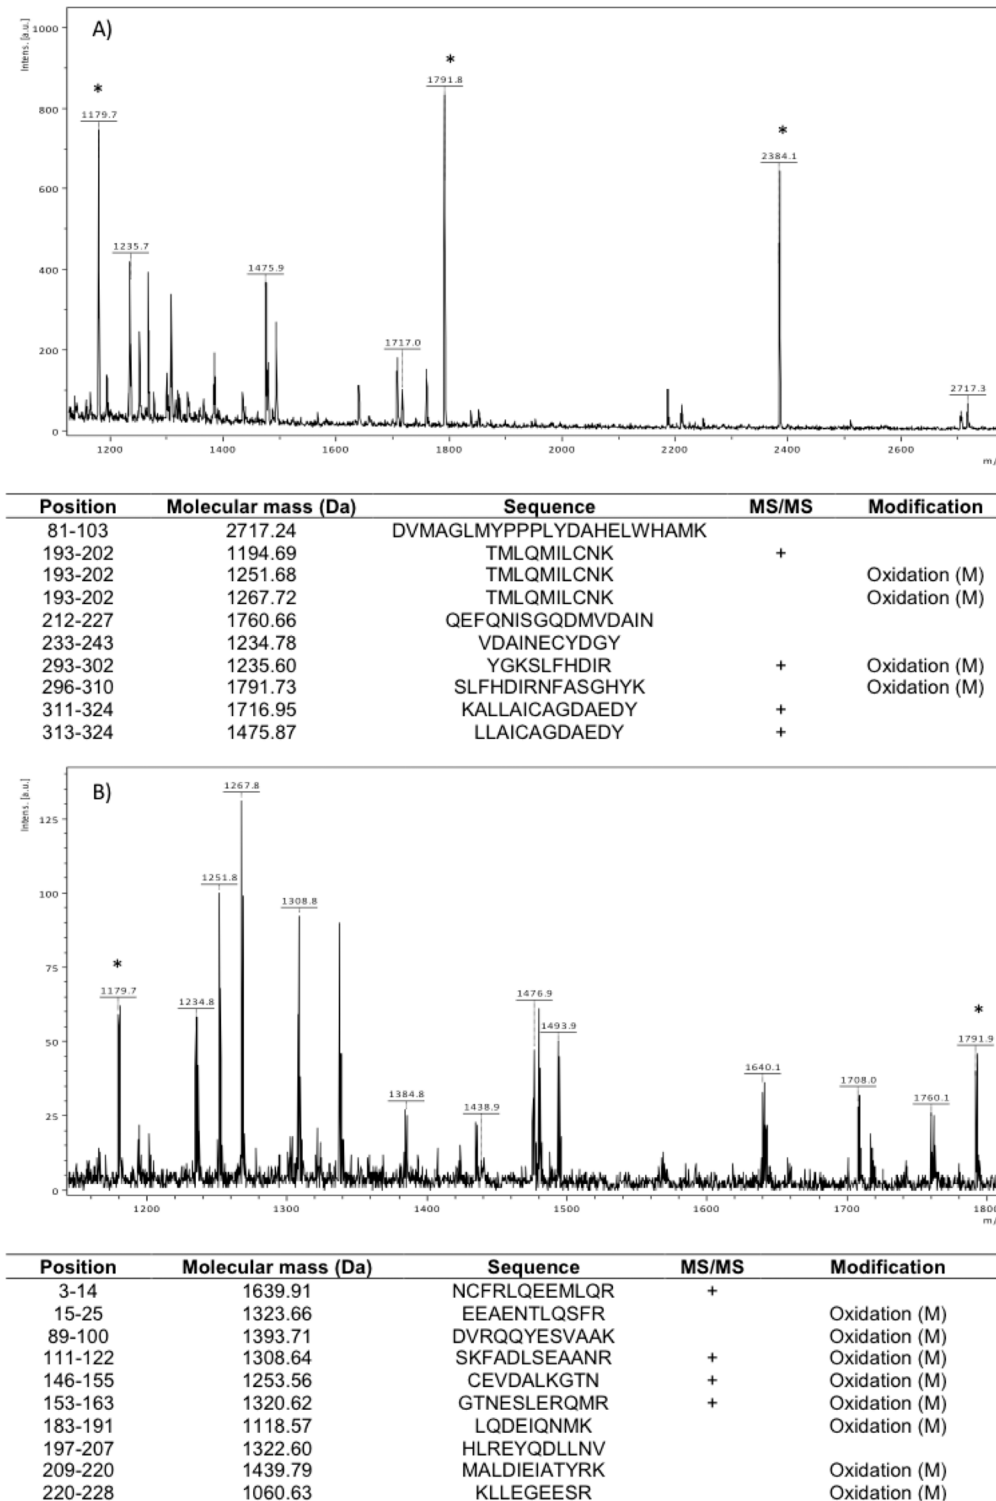 A)
Intens. [a.u.]
1000
800
600
400
200
0
*
1179.7
1235.7
1475.9
1717.0
*
1791.8
*
2384.1
2717.3
1200 1400 1600 1800 2000 2200 2400 2600
m/
Position Molecular mass (Da) Sequence MS/MS Modification
81-103 2717.24 DVMAGLMYPPPLYDAHELWHAMK
193-202 1194.69 TMLQMILCNK +
193-202 1251.68 TMLQMILCNK Oxidation (M)
193-202 1267.72 TMLQMILCNK Oxidation (M)
212-227 1760.66 QEFQNISGQDMVDAIN
233-243 1234.78 VDAINECYDGY
293-302 1235.60 YGKSLFHDIR + Oxidation (M)
296-310 1791.73 SLFHDIRNFASGHYK Oxidation (M)
311-324 1716.95 KALLAICAGDAEDY +
313-324 1475.87 LLAICAGDAEDY +
B)
Intens. [a.u.]
125
100
75
50
25
0
*
1179.7
1234.8
1251.8
1267.8
1308.8
1384.8
1438.9
1476.9
1493.9
1640.1
1708.0
1760.1
*
1791.9
1200 1300 1400 1500 1600 1700 1800
m/
Position Molecular mass (Da) Sequence MS/MS Modification
3-14 1639.91 NCFRLQEEMLQR +
15-25 1323.66 EEAENTLQSFR Oxidation (M)
89-100 1393.71 DVRQQYESVAAK Oxidation (M)
111-122 1308.64 SKFADLSEAANR + Oxidation (M)
146-155 1253.56 CEVDALKGTN + Oxidation (M)
153-163 1320.62 GTNESLERQMR + Oxidation (M)
183-191 1118.57 LQDEIQNMK Oxidation (M)
197-207 1322.60 HLREYQDLLNV
209-220 1439.79 MALDIEIATYRK Oxidation (M)
220-228 1060.63 KLLEGEESR Oxidation (M)